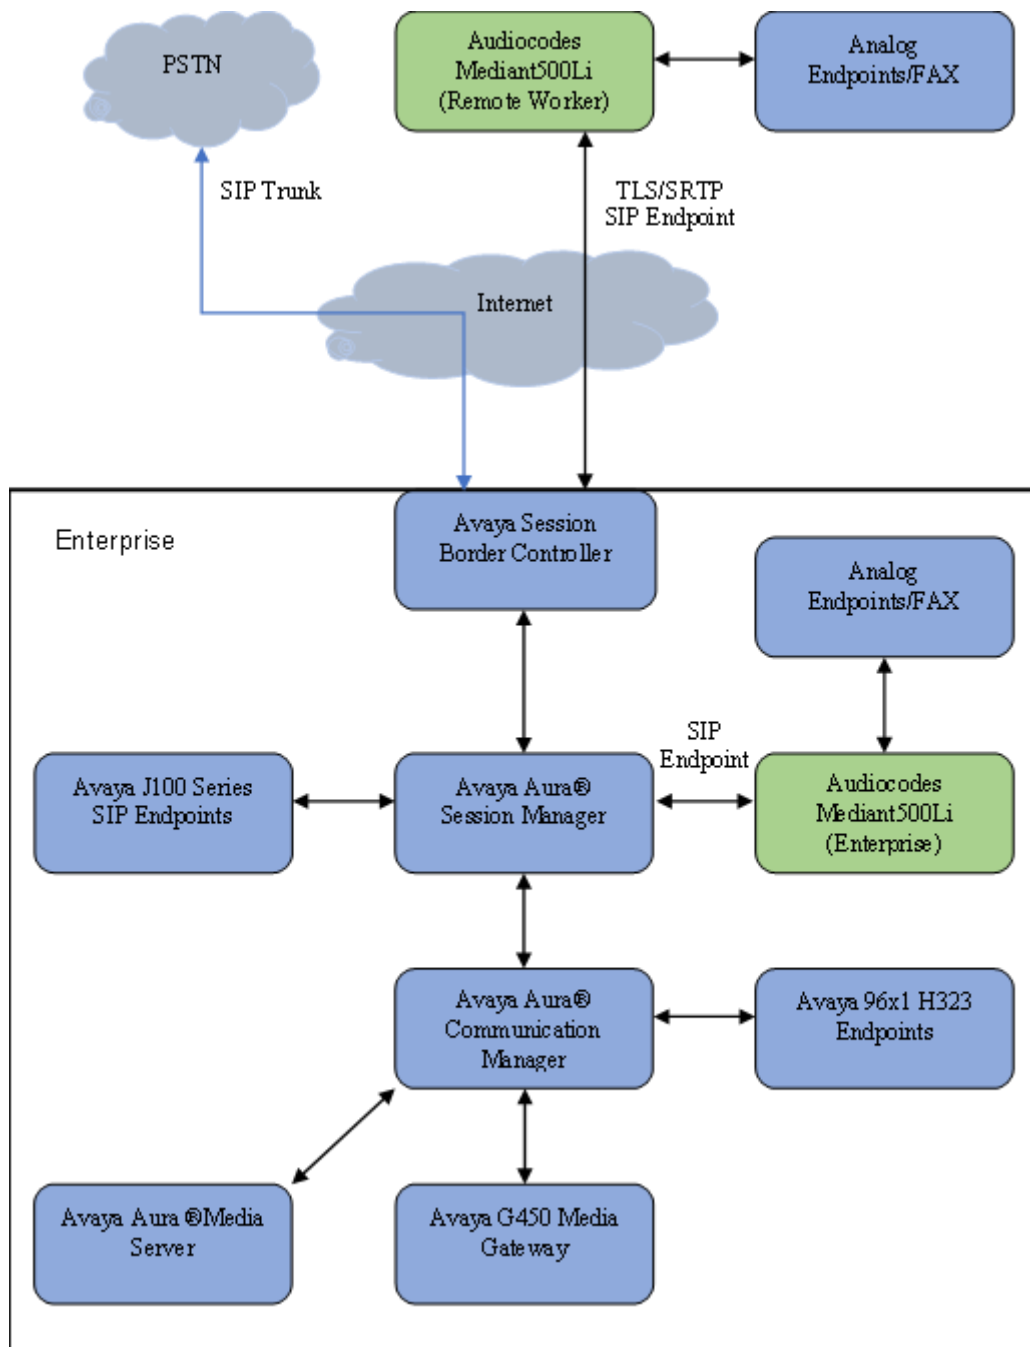 PSTN
Audiocodes
Mediant500Li
(Remote Worker)
Analog
Endpoints/FAX
SIP Trunk
TLS/SRTP
SIP Endpoint
Internet
Enterprise
Avaya Session
Border Controller
Analog
Endpoints/FAX
SIP
Endpoint
Avaya J100 Series
SIP Endpoints
Avaya Aura®
Session Manager
Audiocodes
Mediant500Li
(Enterprise)
Avaya Aura®
Communication
Manager
Avaya 96x1 H323
Endpoints
Avaya Aura ®Media
Server
Avaya G450 Media
Gateway